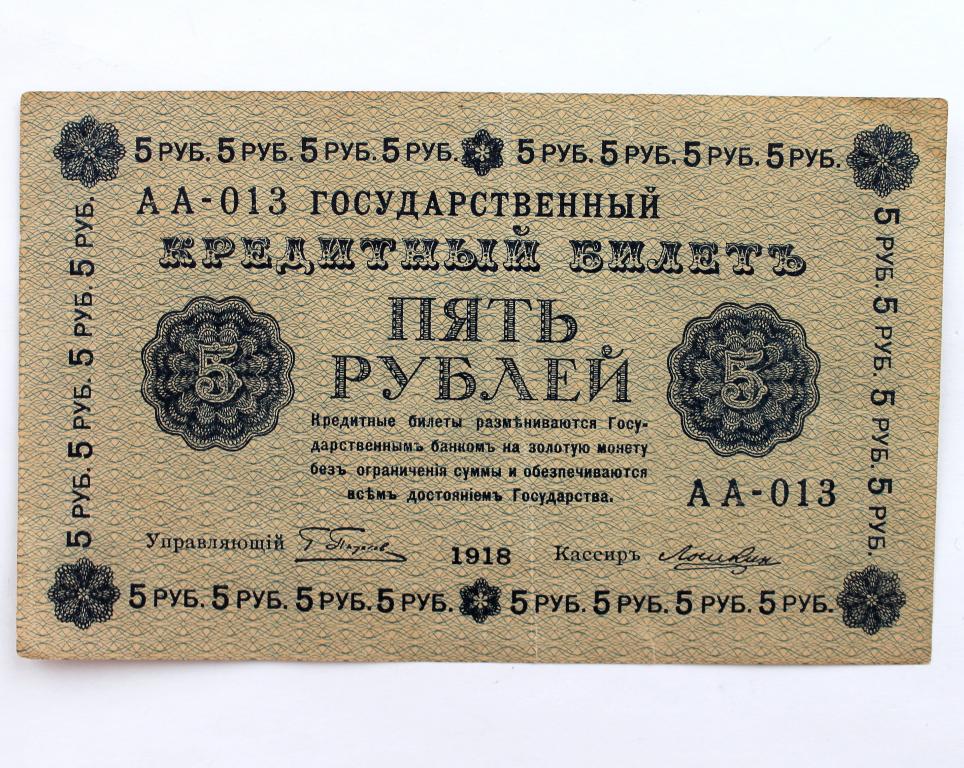 5 РУБ. 5 РУБ. 5 РУБ. 5 РУБ. 5 РУБ. 5 РУБ. 5 РУБ. 5 РУБ.
АА-013 ГОСУДАРСТВЕННЫЙ
КРЕДИТНЫЙ БИЛЕТЪ
ПЯТЬ
РУБЛЕЙ
5
5
Кредитные билеты размѣниваются Госу-
дарственнымъ банкомъ на золотую монету
безъ ограниченія суммы и обезпечиваются
всѣмъ достояніемъ Государства.
АА-013
Управляющій Г. Пятаков 1918 Кассиръ Лошкин
5 РУБ. 5 РУБ. 5 РУБ. 5 РУБ. 5 РУБ. 5 РУБ. 5 РУБ. 5 РУБ.
5 РУБ. 5 РУБ. 5 РУБ. 5 РУБ.
5 РУБ. 5 РУБ. 5 РУБ. 5 РУБ.